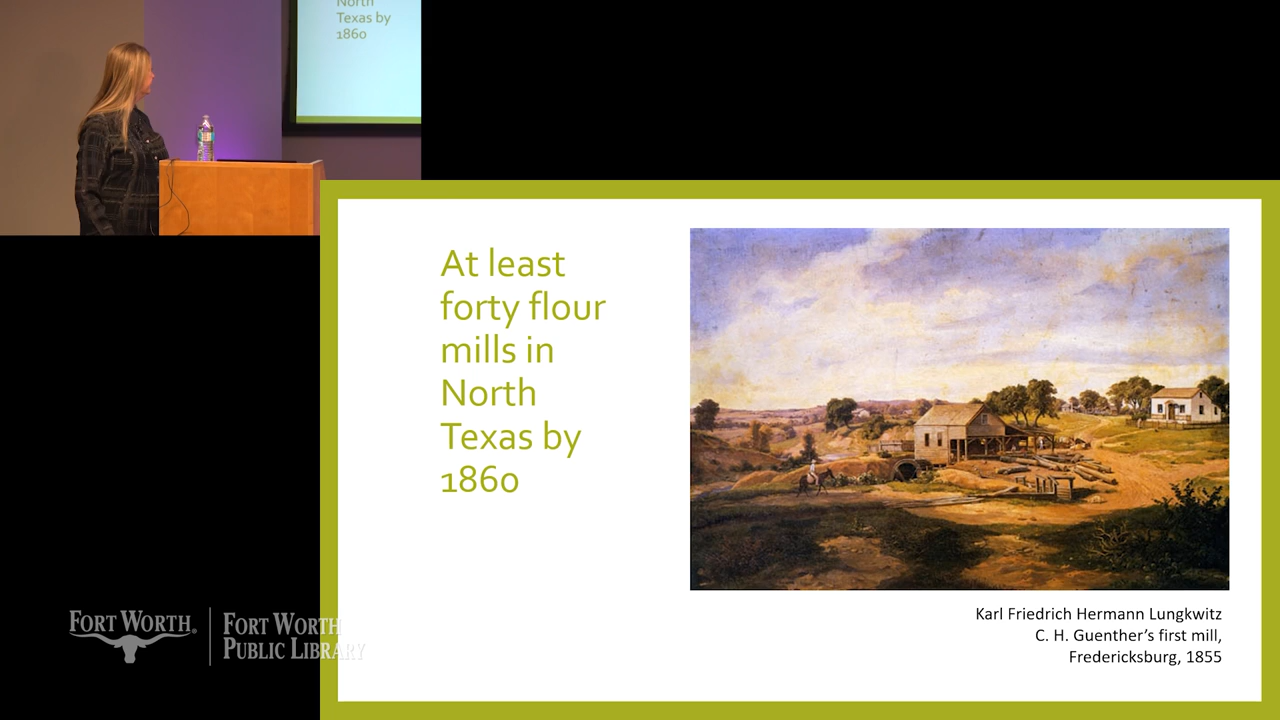 North
Texas by
1860
At least
forty flour
mills in
North
Texas by
1860
Karl Friedrich Hermann Lungkwitz
C. H. Guenther's first mill,
Fredericksburg, 1855
FORT WORTH®
FORT WORTH
PUBLIC LIBRARY